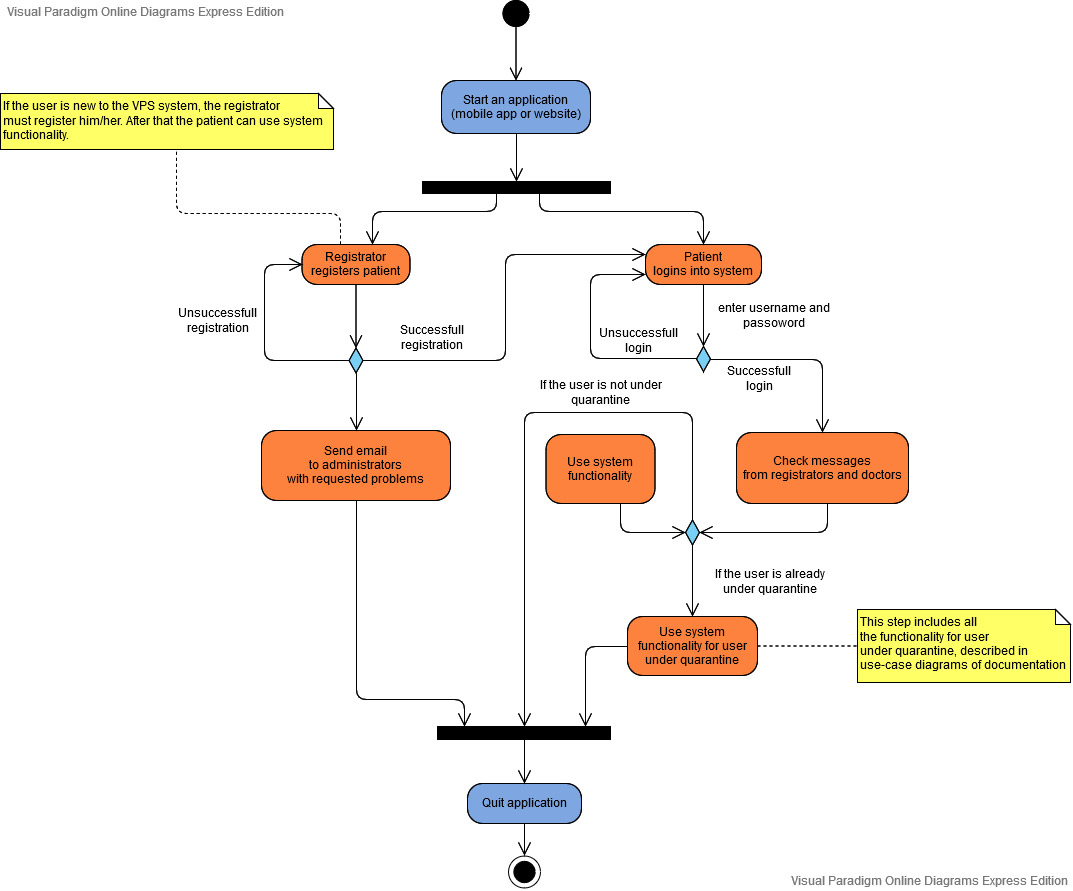 Visual Paradigm Online Diagrams Express Edition
Start an application
(mobile app or website)
If the user is new to the VPS system, the registrator
must register him/her. After that the patient can use system
functionality.
Registrator
registers patient
Patient
logins into system
Unsuccessfull
registration
Successfull
registration
enter username and
passoword
Unsuccessfull
login
Successfull
login
If the user is not under
quarantine
Send email
to administrators
with requested problems
Use system
functionality
Check messages
from registrators and doctors
If the user is already
under quarantine
Use system
functionality for user
under quarantine
This step includes all
the functionality for user
under quarantine, described in
use-case diagrams of documentation
Quit application
Visual Paradigm Online Diagrams Express Edition